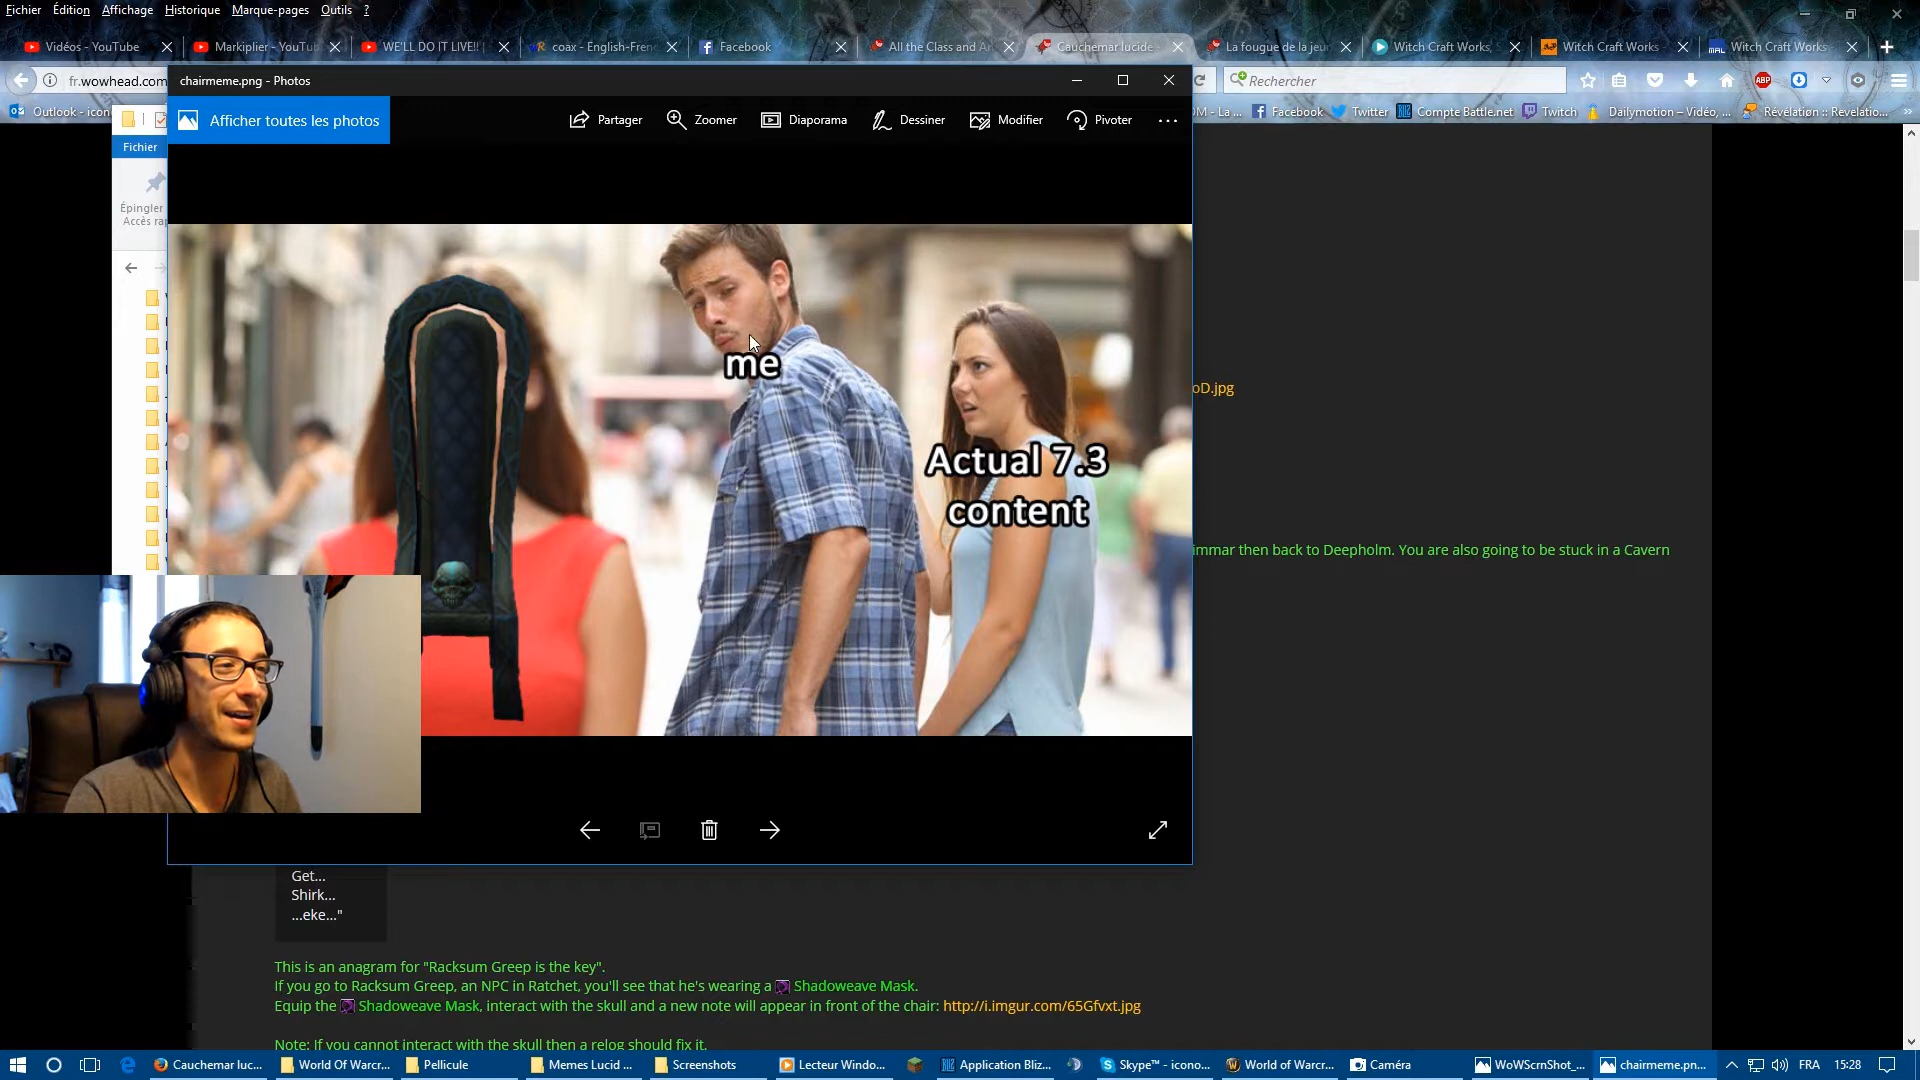 Fichier Édition Affichage Historique Marque-pages Outils ?
Vidéos - YouTube
Markiplier - YouTub
WE'LL DO IT LIVE!!
coax - English-Fren
Facebook
All the Class and Ar
Cauchemar lucide -
La fougue de la jeu
Witch Craft Works, S
Witch Craft Works -
MAL Witch Craft Works
fr.wowhead.com
Rechercher
ABP
Outlook - icon
OM - La ...
Facebook
Twitter
Compte Battle.net
Twitch
Dailymotion – Vidéo, ...
Révélation :: Revelatio...
»
chairmeme.png - Photos
Afficher toutes les photos
Partager
Zoomer
Diaporama
Dessiner
Modifier
Pivoter
Fichier
Épingler
Accès rap
me
Actual 7.3
content
oD.jpg
immar then back to Deepholm. You are also going to be stuck in a Cavern
Get...
Shirk...
...eke..."
This is an anagram for "Racksum Greep is the key".
If you go to Racksum Greep, an NPC in Ratchet, you'll see that he's wearing a Shadoweave Mask.
Equip the Shadoweave Mask, interact with the skull and a new note will appear in front of the chair: http://i.imgur.com/65Gfvxt.jpg
Note: If you cannot interact with the skull then a relog should fix it.
Cauchemar luc...
World Of Warcr...
Pellicule
Memes Lucid ...
Screenshots
Lecteur Windo...
Application Bliz...
Skype™ - icono...
World of Warcr...
Caméra
WoWScrnShot_...
chairmeme.pn...
FRA
15:28